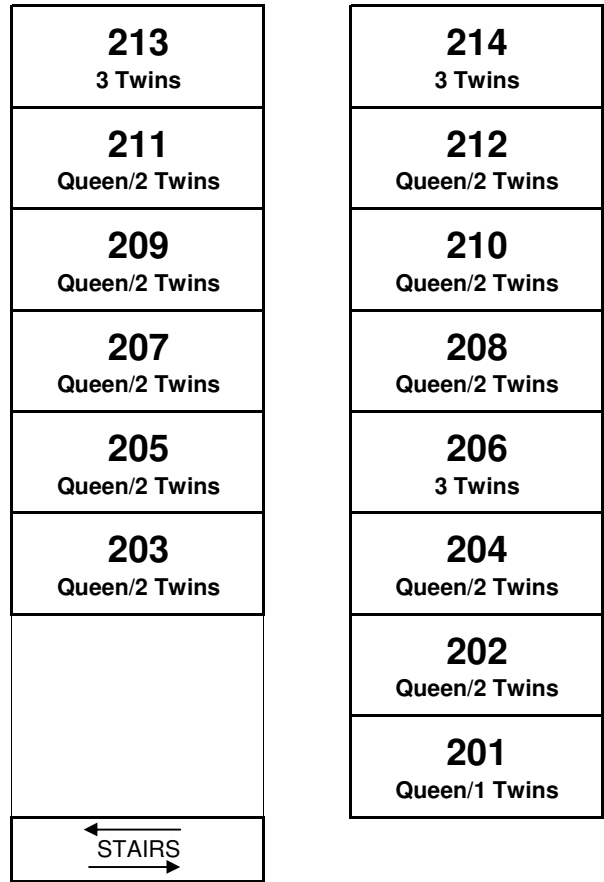 213
3 Twins
214
3 Twins
211
Queen/2 Twins
212
Queen/2 Twins
209
Queen/2 Twins
210
Queen/2 Twins
207
Queen/2 Twins
208
Queen/2 Twins
205
Queen/2 Twins
206
3 Twins
203
Queen/2 Twins
204
Queen/2 Twins
202
Queen/2 Twins
201
Queen/1 Twins
STAIRS